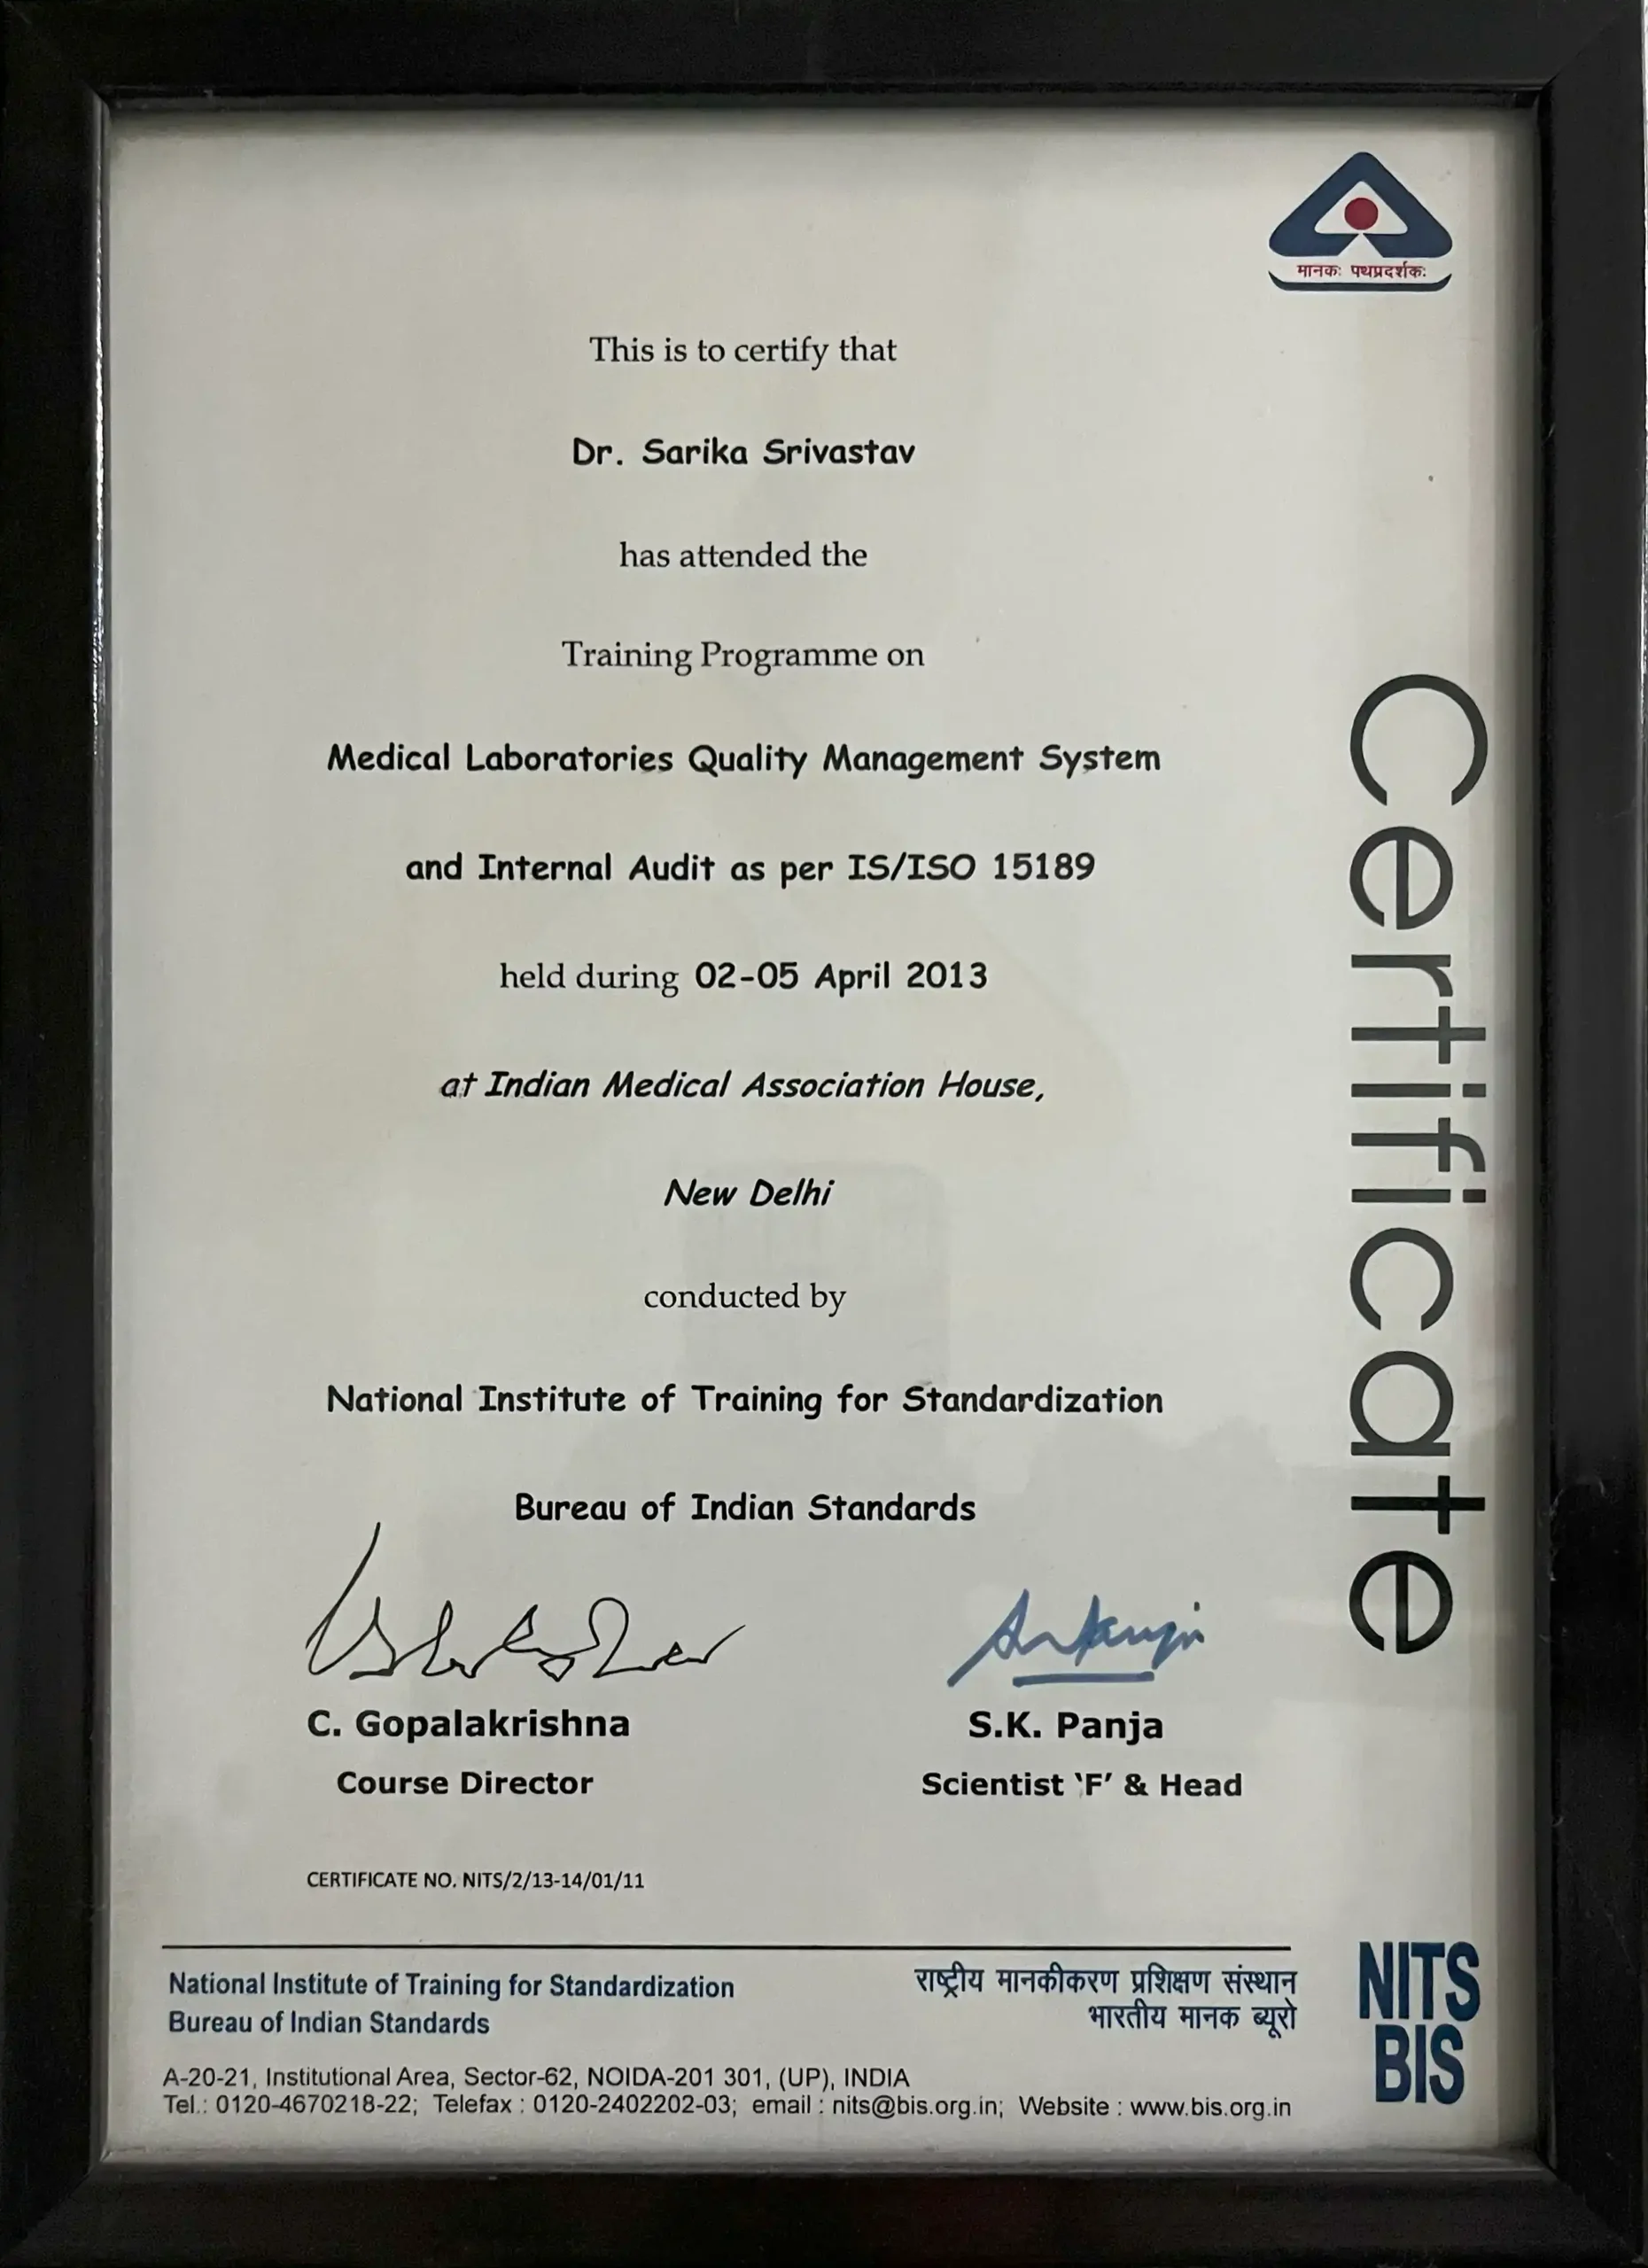 मानकः पथप्रदर्शकः
This is to certify that
Dr. Sarika Srivastav
has attended the
Training Programme on
Medical Laboratories Quality Management System
and Internal Audit as per IS/ISO 15189
held during 02-05 April 2013
at Indian Medical Association House,
New Delhi
conducted by
National Institute of Training for Standardization
Bureau of Indian Standards
C. Gopalakrishna
Course Director
S.K. Panja
Scientist ‘F’ & Head
CERTIFICATE NO. NITS/2/13-14/01/11
Certificate
National Institute of Training for Standardization
Bureau of Indian Standards
राष्ट्रीय मानकीकरण प्रशिक्षण संस्थान
भारतीय मानक ब्यूरो
A-20-21, Institutional Area, Sector-62, NOIDA-201 301, (UP), INDIA
Tel.: 0120-4670218-22; Telefax : 0120-2402202-03; email : nits@bis.org.in; Website : www.bis.org.in
NITS
BIS